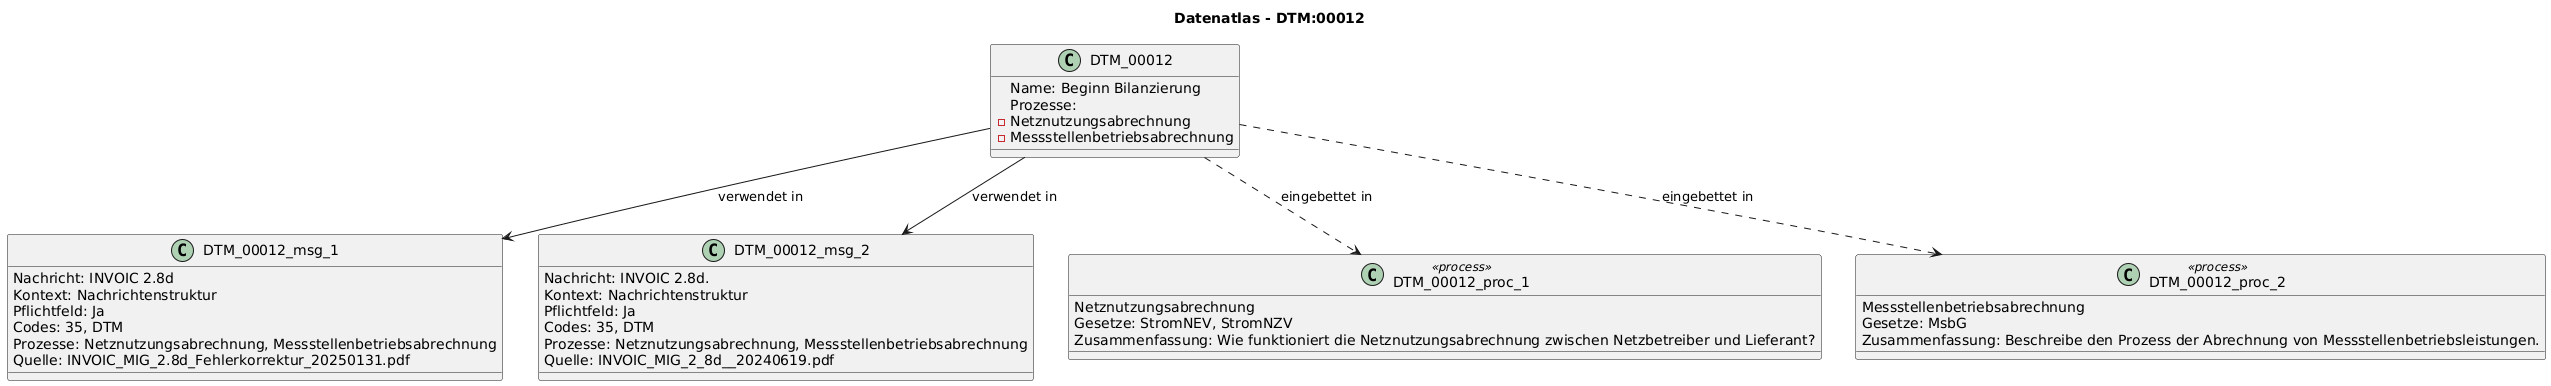 Datenatlas - DTM:00012
C DTM_00012
Name: Beginn Bilanzierung
Prozesse:
Netznutzungsabrechnung
Messstellenbetriebsabrechnung
verwendet in
verwendet in
eingebettet in
eingebettet in
C DTM_00012_msg_1
Nachricht: INVOIC 2.8d
Kontext: Nachrichtenstruktur
Pflichtfeld: Ja
Codes: 35, DTM
Prozesse: Netznutzungsabrechnung, Messstellenbetriebsabrechnung
Quelle: INVOIC_MIG_2.8d_Fehlerkorrektur_20250131.pdf
C DTM_00012_msg_2
Nachricht: INVOIC 2.8d.
Kontext: Nachrichtenstruktur
Pflichtfeld: Ja
Codes: 35, DTM
Prozesse: Netznutzungsabrechnung, Messstellenbetriebsabrechnung
Quelle: INVOIC_MIG_2_8d__20240619.pdf
«process»
C DTM_00012_proc_1
Netznutzungsabrechnung
Gesetze: StromNEV, StromNZV
Zusammenfassung: Wie funktioniert die Netznutzungsabrechnung zwischen Netzbetreiber und Lieferant?
«process»
C DTM_00012_proc_2
Messstellenbetriebsabrechnung
Gesetze: MsbG
Zusammenfassung: Beschreibe den Prozess der Abrechnung von Messstellenbetriebsleistungen.